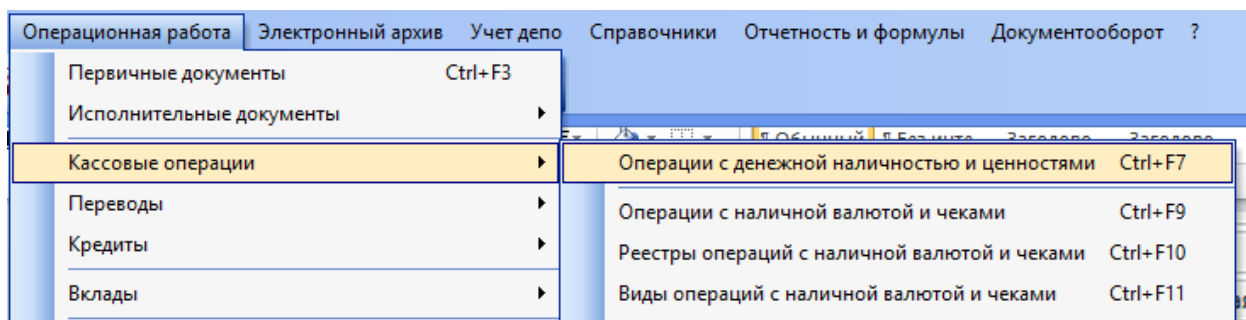 Операционная работа Электронный архив Учет депо Справочники Отчетность и формулы Документооборот ?
Первичные документы Ctrl+F3
Исполнительные документы
Кассовые операции
Операции с денежной наличностью и ценностями Ctrl+F7
Переводы
Операции с наличной валютой и чеками Ctrl+F9
Кредиты
Реестры операций с наличной валютой и чеками Ctrl+F10
Вклады
Виды операций с наличной валютой и чеками Ctrl+F11